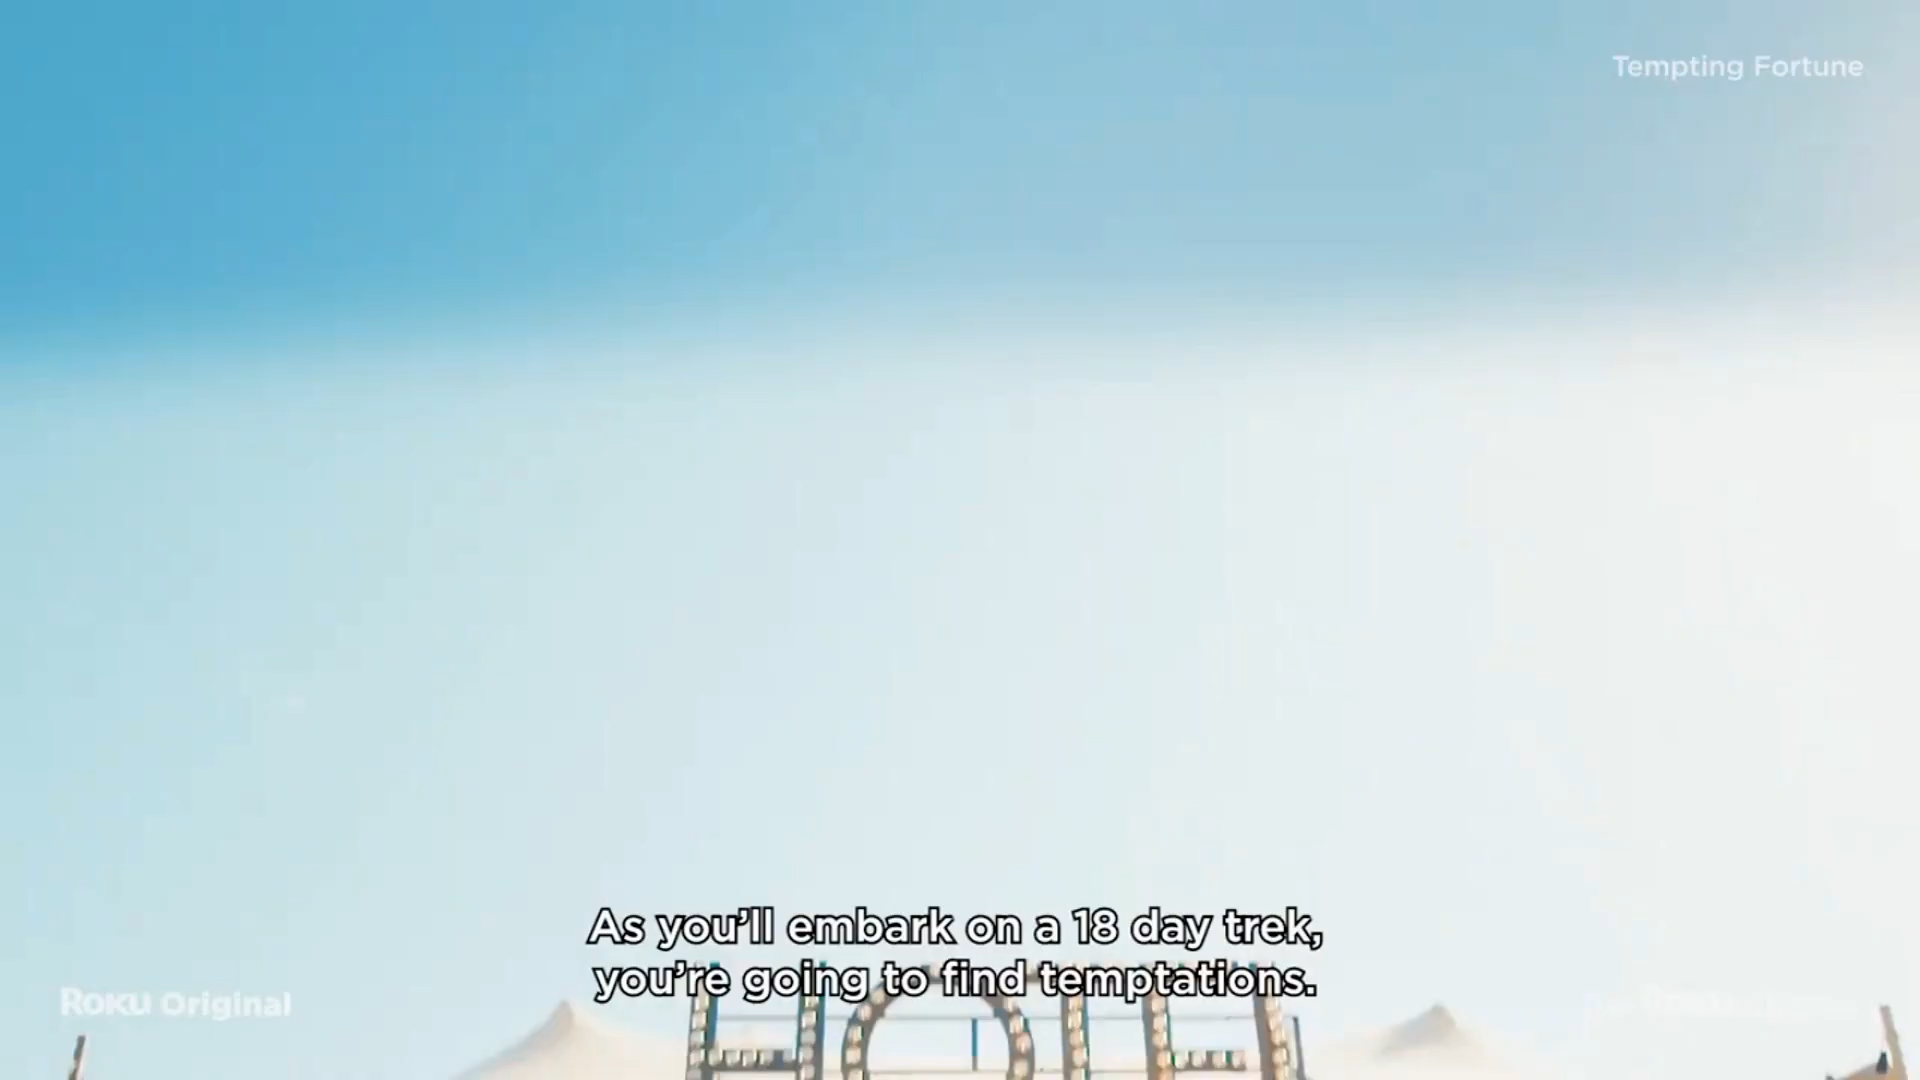 Tempting Fortune
As you'll embark on a 18 day trek,
you're going to find temptations.
Roku Original